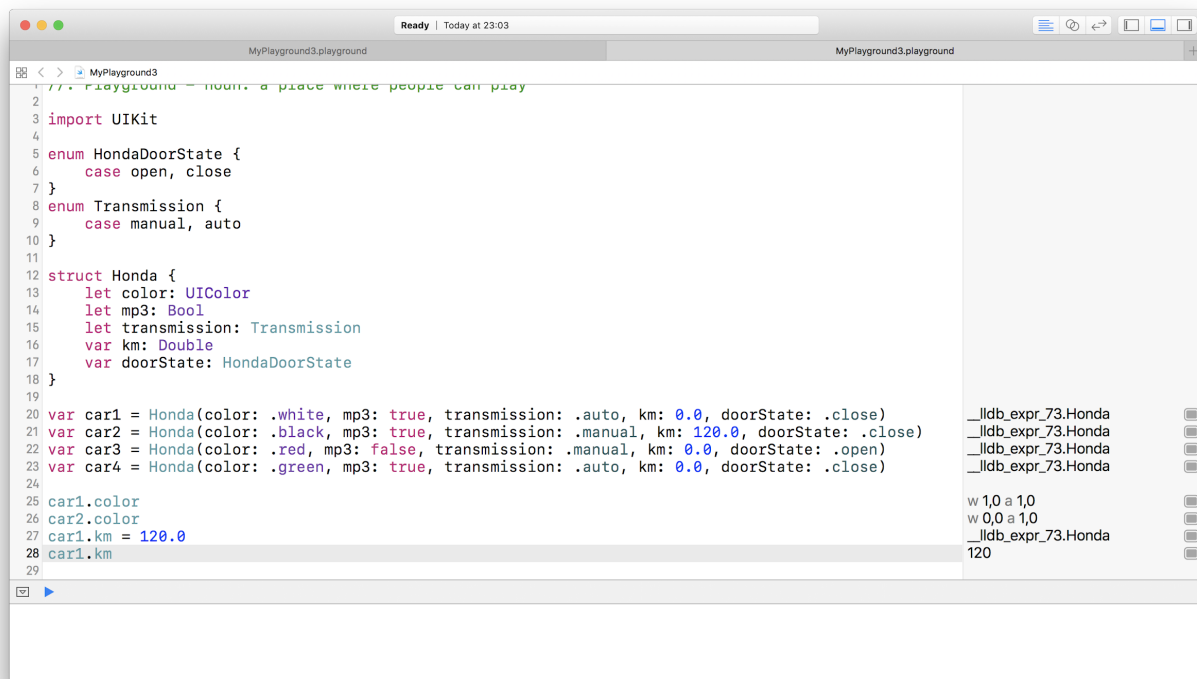 Ready | Today at 23:03
MyPlayground3.playground
MyPlayground3.playground
MyPlayground3
1 //: Playground - noun: a place where people can play
2
3 import UIKit
4
5 enum HondaDoorState {
6     case open, close
7 }
8 enum Transmission {
9     case manual, auto
10 }
11
12 struct Honda {
13     let color: UIColor
14     let mp3: Bool
15     let transmission: Transmission
16     var km: Double
17     var doorState: HondaDoorState
18 }
19
20 var car1 = Honda(color: .white, mp3: true, transmission: .auto, km: 0.0, doorState: .close) __lldb_expr_73.Honda
21 var car2 = Honda(color: .black, mp3: true, transmission: .manual, km: 120.0, doorState: .close) __lldb_expr_73.Honda
22 var car3 = Honda(color: .red, mp3: false, transmission: .manual, km: 0.0, doorState: .open) __lldb_expr_73.Honda
23 var car4 = Honda(color: .green, mp3: true, transmission: .auto, km: 0.0, doorState: .close) __lldb_expr_73.Honda
24
25 car1.color w 1,0 a 1,0
26 car2.color w 0,0 a 1,0
27 car1.km = 120.0 __lldb_expr_73.Honda
28 car1.km 120
29